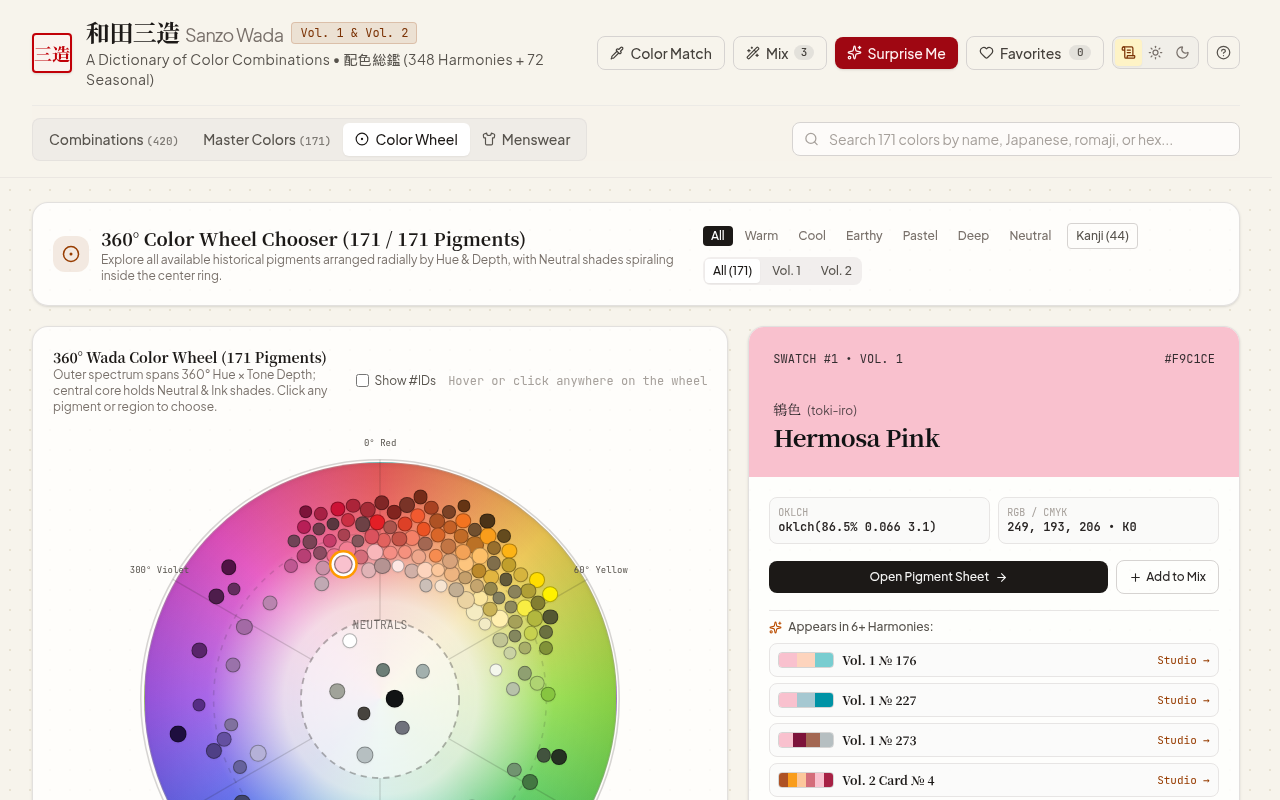 三造
和田三造 Sanzo Wada Vol. 1 & Vol. 2
A Dictionary of Color Combinations • 配色総鑑 (348 Harmonies + 72
Seasonal)
Color Match
Mix 3
Surprise Me
Favorites 0
Combinations (420)
Master Colors (171)
Color Wheel
Menswear
Search 171 colors by name, Japanese, romaji, or hex...
360° Color Wheel Chooser (171 / 171 Pigments)
Explore all available historical pigments arranged radially by Hue & Depth, with Neutral shades spiraling
inside the center ring.
All Warm Cool Earthy Pastel Deep Neutral Kanji (44)
All (171) Vol. 1 Vol. 2
360° Wada Color Wheel (171 Pigments)
Outer spectrum spans 360° Hue × Tone Depth;
central core holds Neutral & Ink shades. Click any
pigment or region to choose.
Show #IDs
Hover or click anywhere on the wheel
0° Red
300° Violet
60° Yellow
NEUTRALS
SWATCH #1 • VOL. 1
#F9C1CE
鴇色 (toki-iro)
Hermosa Pink
OKLCH
oklch(86.5% 0.066 3.1)
RGB / CMYK
249, 193, 206 • K0
Open Pigment Sheet →
+ Add to Mix
Appears in 6+ Harmonies:
Vol. 1 № 176 Studio →
Vol. 1 № 227 Studio →
Vol. 1 № 273 Studio →
Vol. 2 Card № 4 Studio →